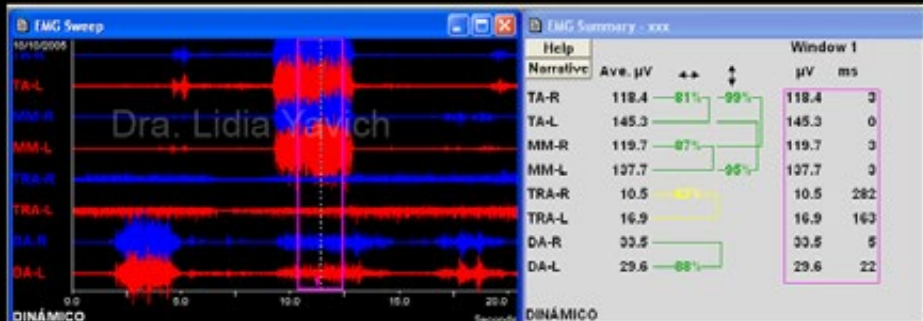 EMG Sweep
10/10/2005
TA-R
TA-L
MM-R
MM-L
TRA-R
TRA-L
DA-R
DA-L
Dra. Lidia Yavich
0.0 5.0 10.0 15.0 20.0
Seconds
DINÁMICO
EMG Summary - xxx
Help
Narrative
Ave. µV
Window 1
µV ms
TA-R 118.4 81% 99% 118.4 3
TA-L 145.3 145.3 0
MM-R 119.7 87% 119.7 3
MM-L 137.7 95% 137.7 3
TRA-R 10.5 10.5 282
TRA-L 16.9 16.9 163
DA-R 33.5 33.5 5
DA-L 29.6 88% 29.6 22
DINÁMICO